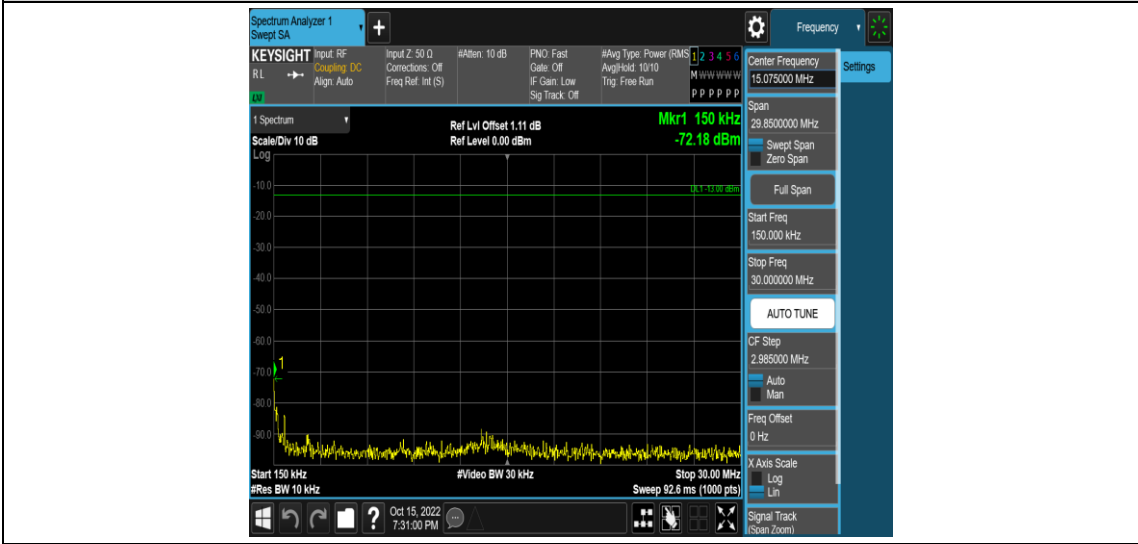 Spectrum Analyzer 1
Swept SA
+
Frequency
KEYSIGHT
RL
LXI
Input: RF
Coupling: DC
Align: Auto
Input Z: 50 Ω
Corrections: Off
Freq Ref: Int (S)
#Atten: 10 dB
PNO: Fast
Gate: Off
IF Gain: Low
Sig Track: Off
#Avg Type: Power (RMS
Avg|Hold: 10/10
Trig: Free Run
1 2 3 4 5 6
M W W W W W
P P P P P P
1 Spectrum
Scale/Div 10 dB
Log
Ref Lvl Offset 1.11 dB
Ref Level 0.00 dBm
Mkr1 150 kHz
-72.18 dBm
DL1 -13.00 dBm
-10.0
-20.0
-30.0
-40.0
-50.0
-60.0
-70.0
-80.0
-90.0
1
Start 150 kHz
#Res BW 10 kHz
#Video BW 30 kHz
Stop 30.00 MHz
Sweep 92.6 ms (1000 pts)
?
Oct 15, 2022
7:31:00 PM
Center Frequency
15.075000 MHz
Settings
Span
29.8500000 MHz
Swept Span
Zero Span
Full Span
Start Freq
150.000 kHz
Stop Freq
30.000000 MHz
AUTO TUNE
CF Step
2.985000 MHz
Auto
Man
Freq Offset
0 Hz
X Axis Scale
Log
Lin
Signal Track
(Span Zoom)